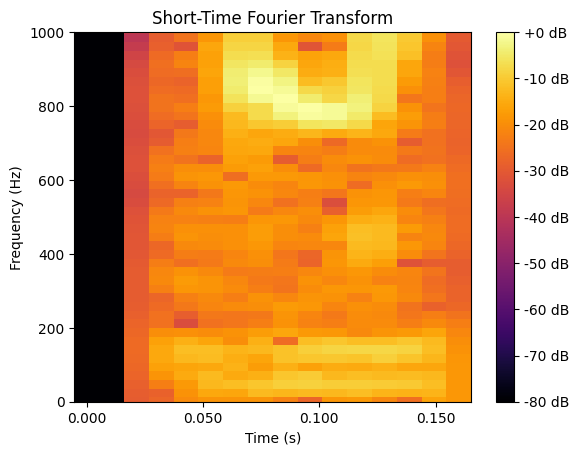 Short-Time Fourier Transform
1000
800
600
400
200
0
Frequency (Hz)
0.000
0.050
0.100
0.150
Time (s)
+0 dB
-10 dB
-20 dB
-30 dB
-40 dB
-50 dB
-60 dB
-70 dB
-80 dB